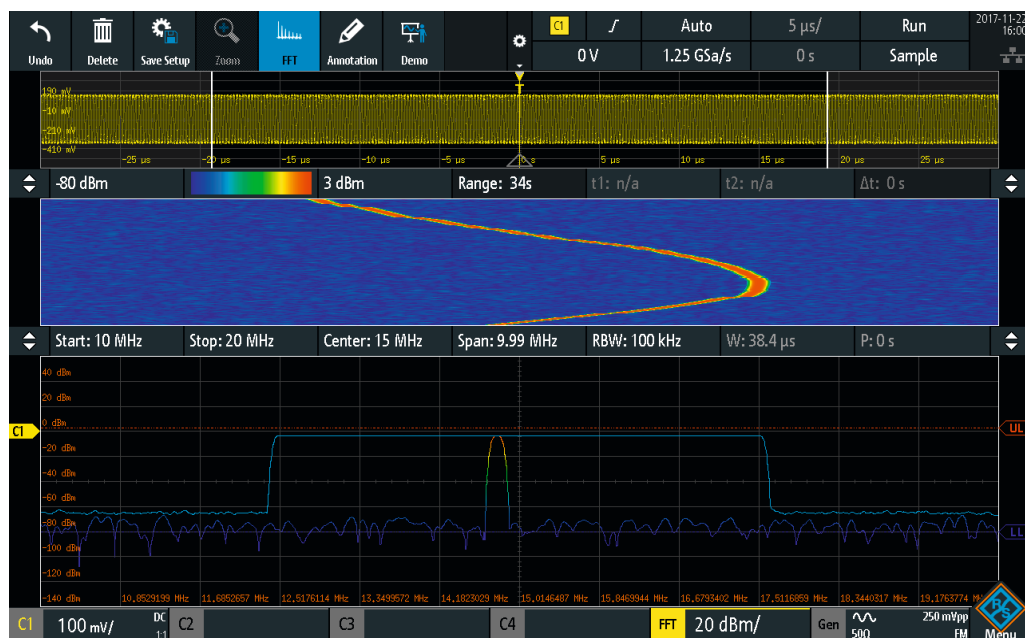 Undo Delete Save Setup Zoom FFT Annotation Demo
C1 Auto 5 µs/ Run
0 V 1.25 GSa/s 0 s Sample
2017-11-22
16:00
190 mV
-10 mV
-210 mV
-410 mV
-25 µs -20 µs -15 µs -10 µs -5 µs 0 s 5 µs 10 µs 15 µs 20 µs 25 µs
T
-80 dBm 3 dBm Range: 34s t1: n/a t2: n/a Δt: 0 s
Start: 10 MHz Stop: 20 MHz Center: 15 MHz Span: 9.99 MHz RBW: 100 kHz W: 38.4 µs P: 0 s
40 dBm
20 dBm
0 dBm
C1 UL
-20 dBm
-40 dBm
-60 dBm
-80 dBm
LL
-100 dBm
-120 dBm
-140 dBm 10.8529199 MHz 11.6852657 MHz 12.5176114 MHz 13.3499572 MHz 14.1823029 MHz 15.0146487 MHz 15.8469944 MHz 16.6793402 MHz 17.5116859 MHz 18.3440317 MHz 19.1763774 M
R&S
C1 100 mV/ DC 1:1 C2 C3 C4 FFT 20 dBm/ Gen 250 mVpp
500 FM Menu